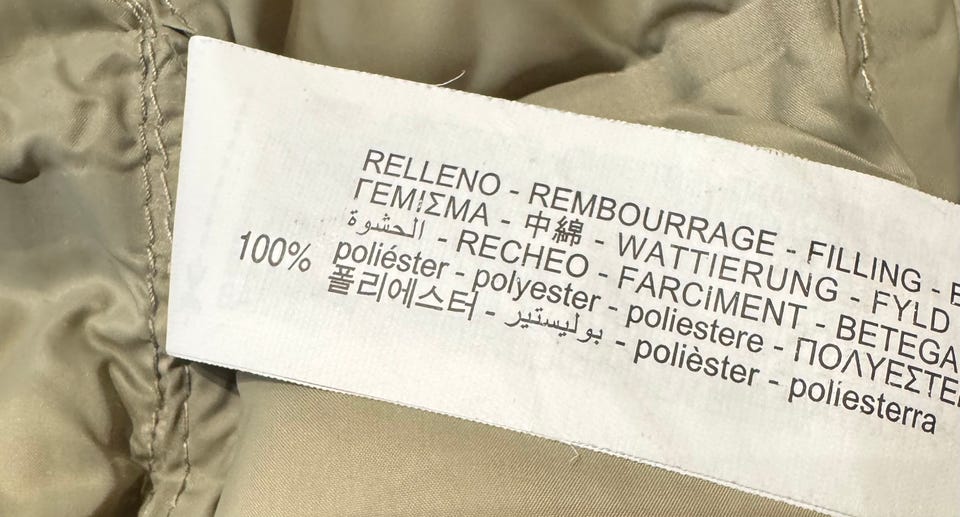 RELLENO - REMBOURRAGE - FILLING -
ΓΕΜΙΣΜΑ - 中綿 - WATTIERUNG - FYLD
الحشوة - RECHEO - FARCIMENT - BETEGA
100% poliéster - polyester - poliestere - ΠΟΛΥΕΣΤΕ
폴리에스터 - بوليستير - polièster - poliesterra